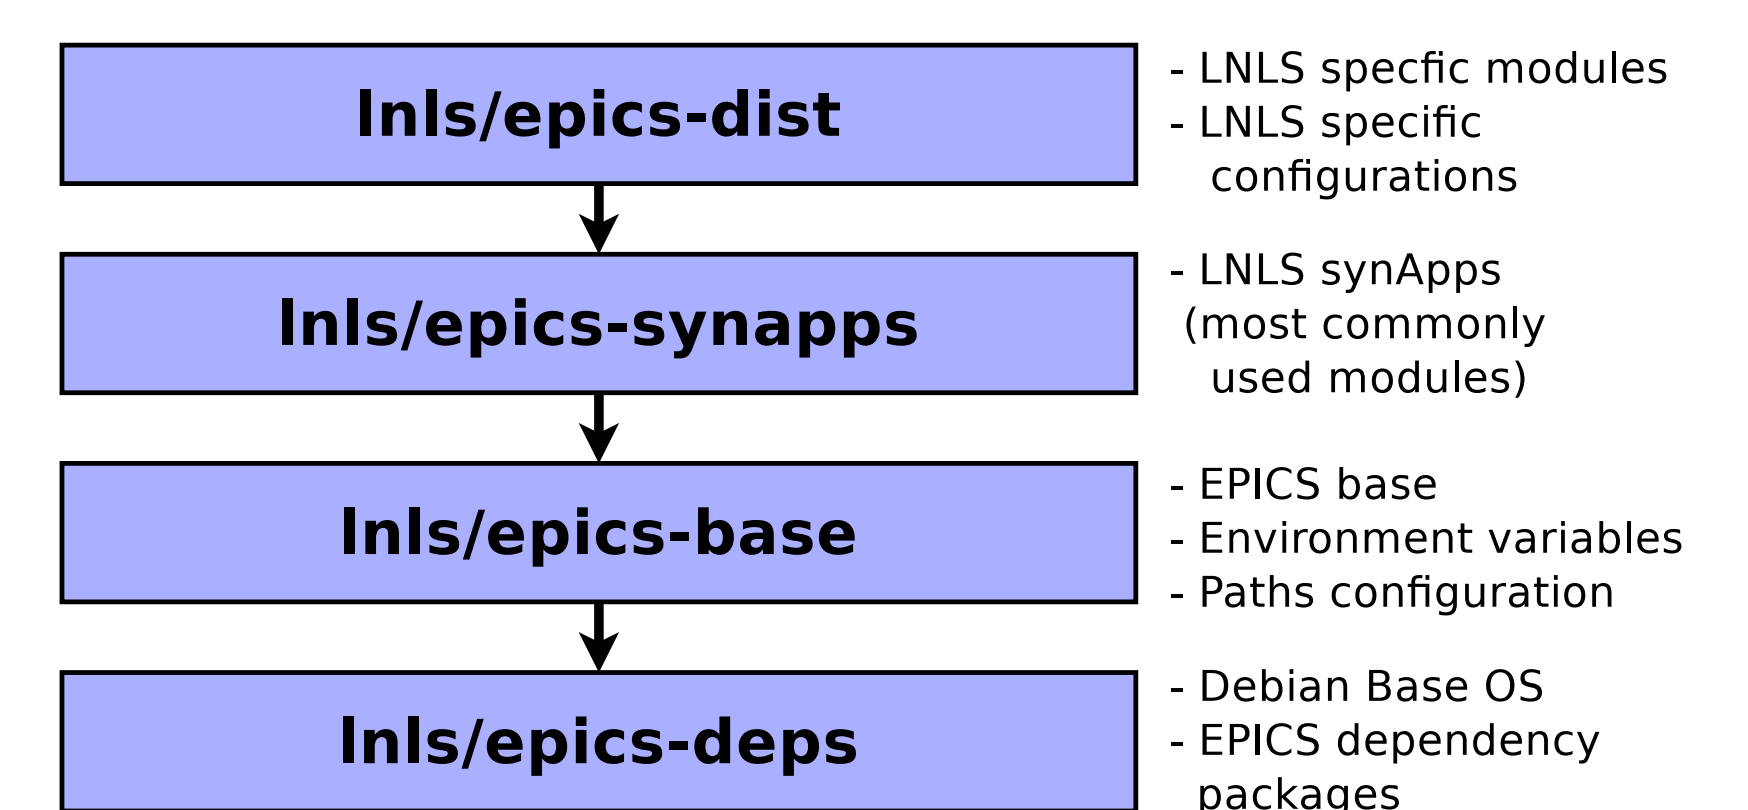 lnls/epics-dist
- LNLS specfic modules
- LNLS specific
configurations
lnls/epics-synapps
- LNLS synApps
(most commonly
used modules)
lnls/epics-base
- EPICS base
- Environment variables
- Paths configuration
lnls/epics-deps
- Debian Base OS
- EPICS dependency
packages